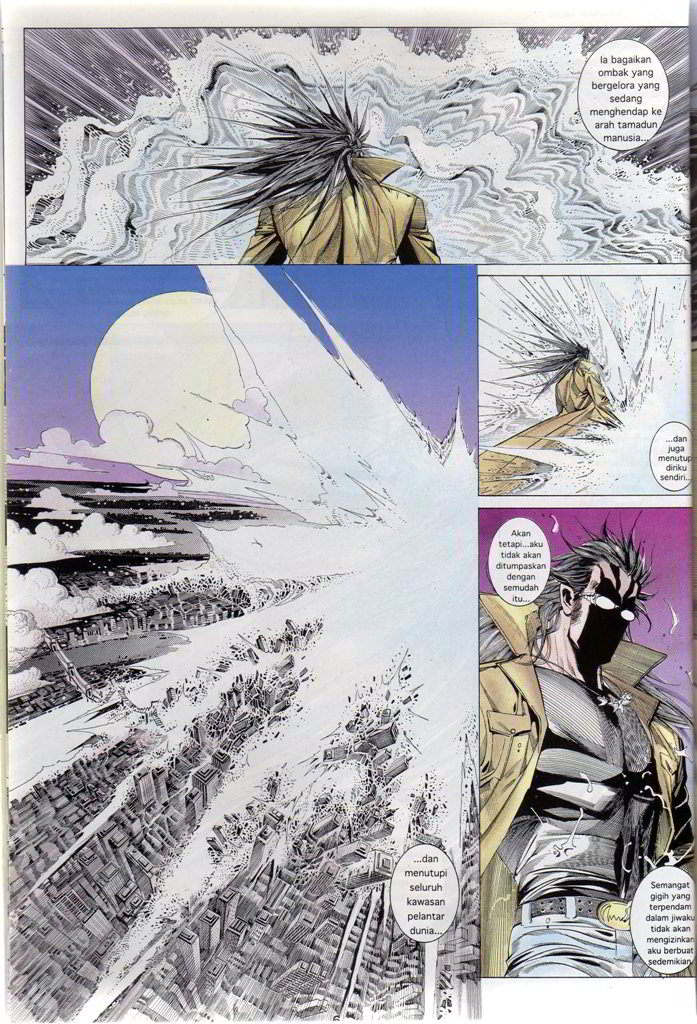 Ia bagaikan
ombak yang
bergelora yang
sedang
menghendap ke
arah tamadun
manusia...
...dan
menutupi
seluruh
kawasan
pelantar
dunia...
...dan
juga
menutup
diriku
sendiri...
Akan
tetapi...aku
tidak akan
ditumpaskan
dengan
semudah
itu...
Semangat
gigih yang
terpendam
dalam jiwaku
tidak akan
mengizinkan
aku berbuat
sedemikian